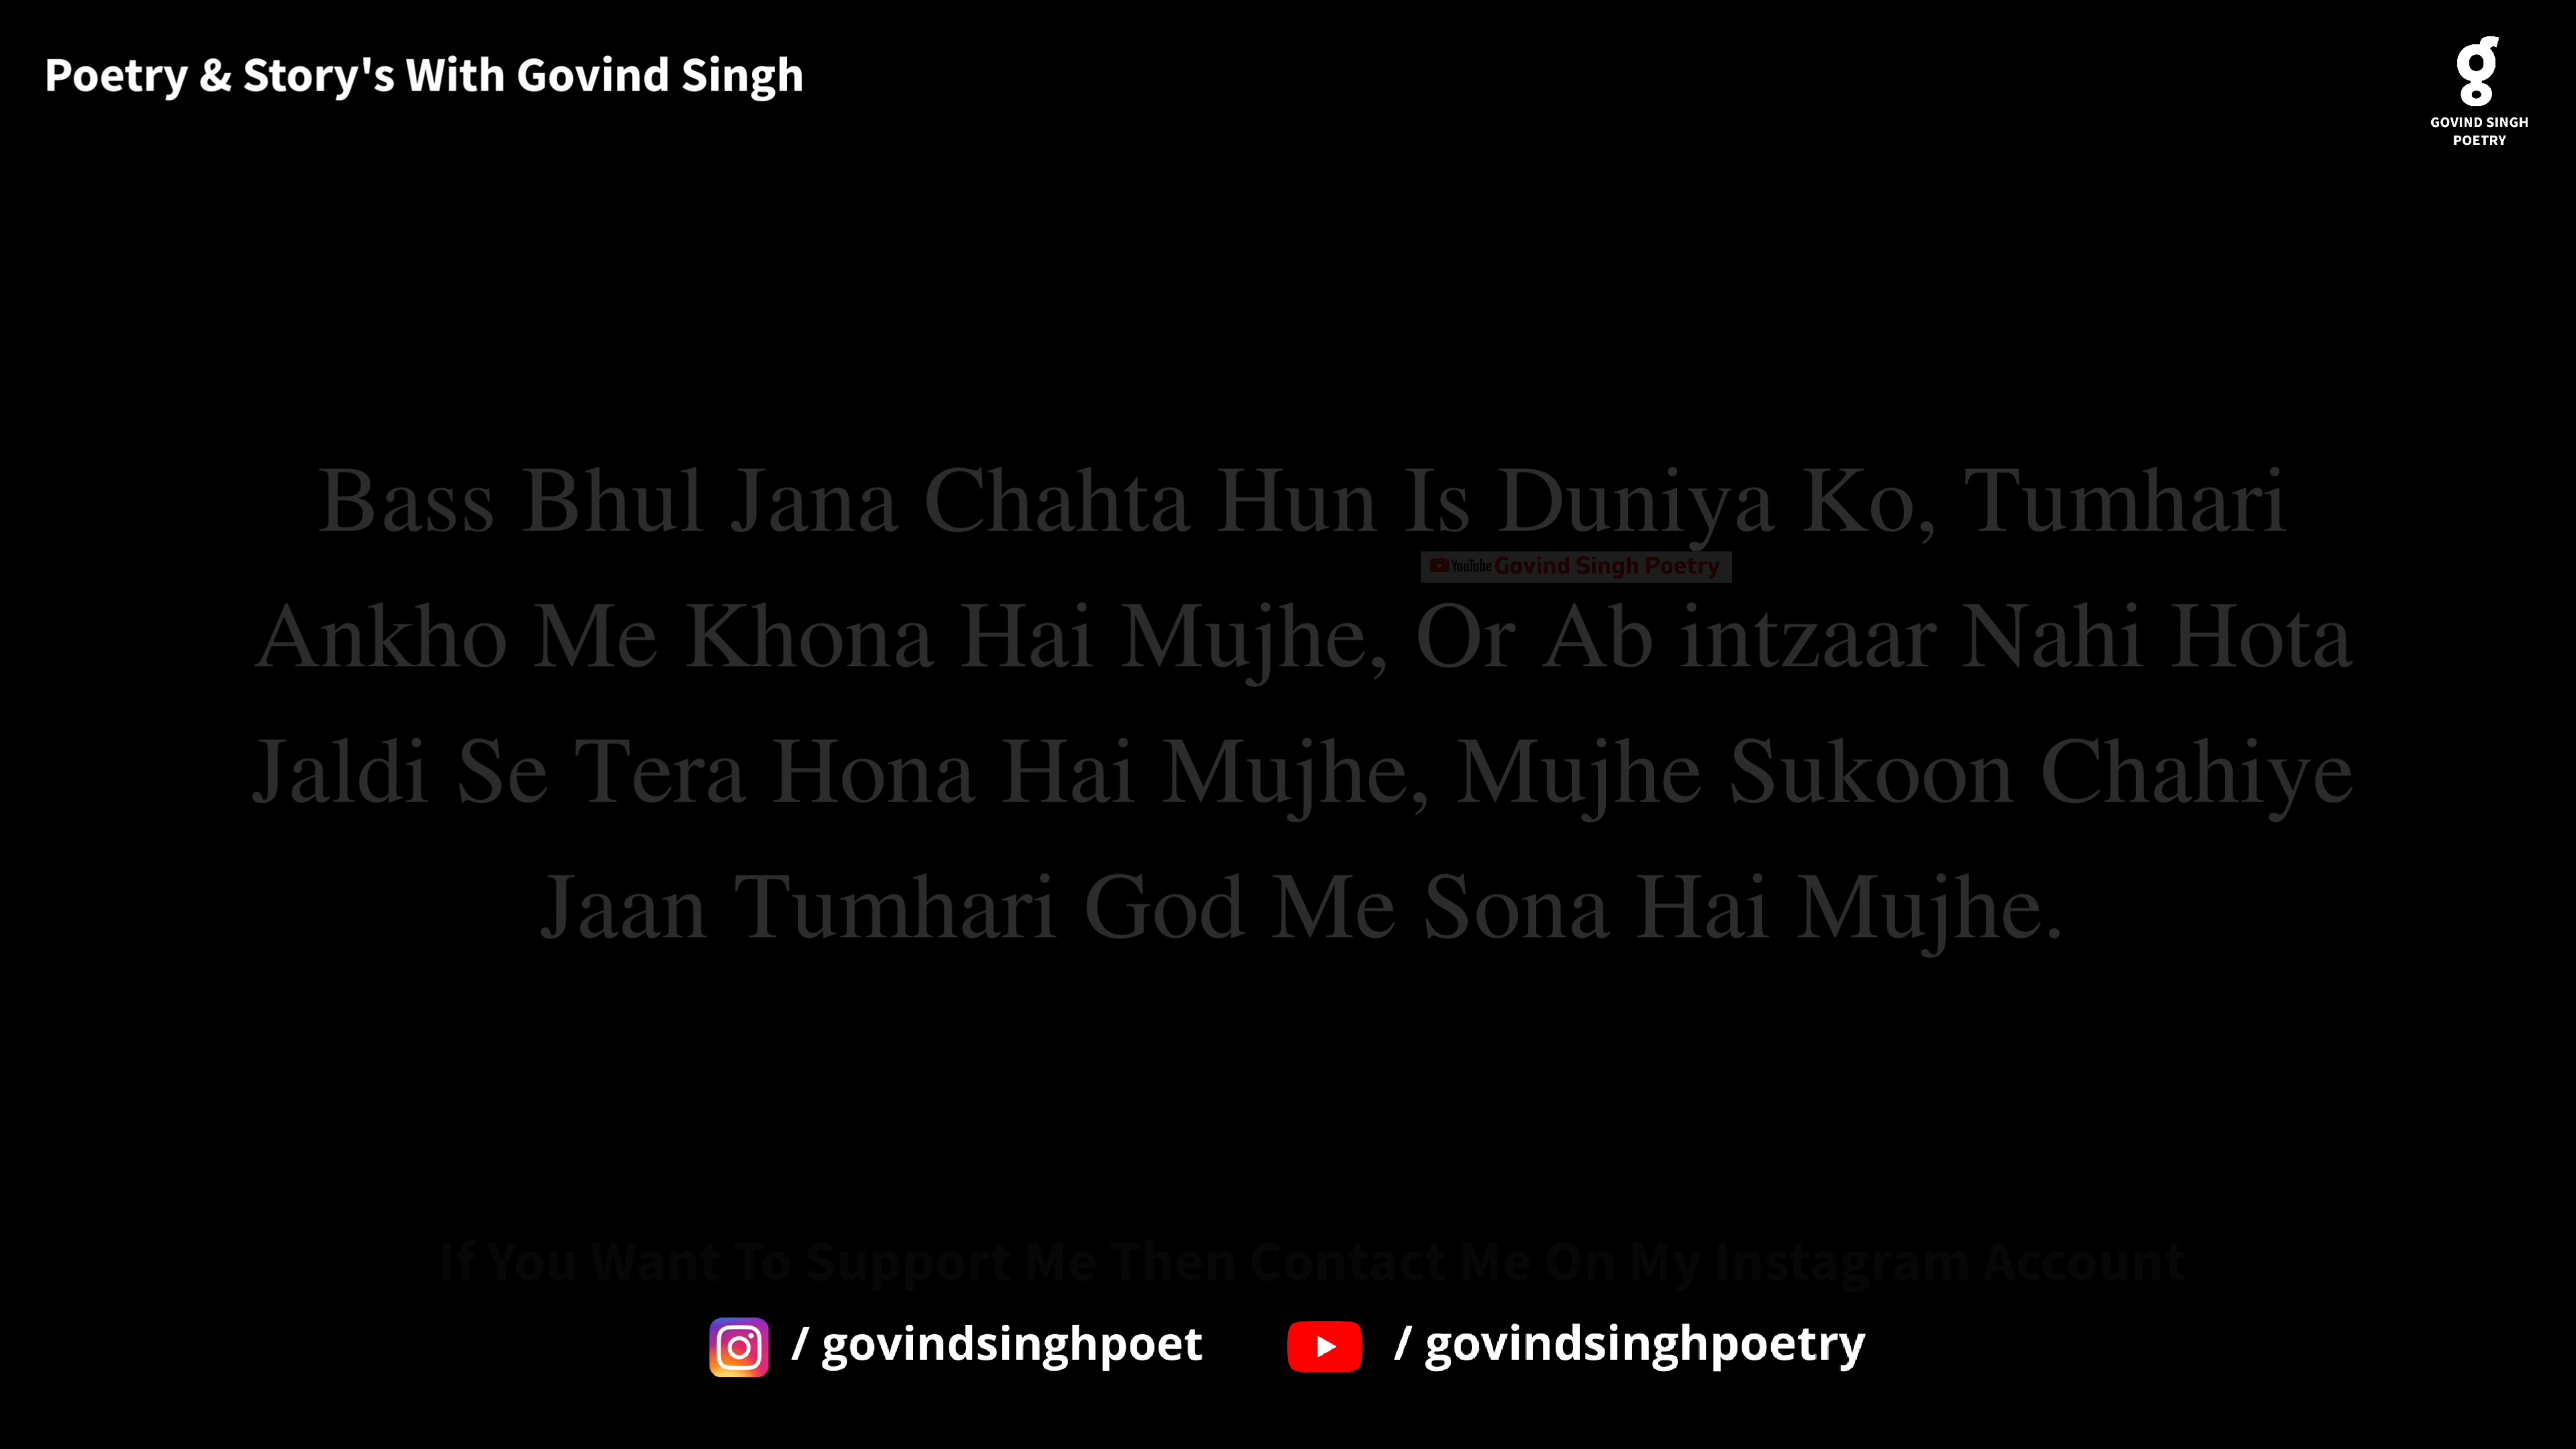 Poetry & Story's With Govind Singh
GOVIND SINGH
POETRY
Bass Bhul Jana Chahta Hun Is Duniya Ko, Tumhari
YouTube Govind Singh Poetry
Ankho Me Khona Hai Mujhe, Or Ab intzaar Nahi Hota
Jaldi Se Tera Hona Hai Mujhe, Mujhe Sukoon Chahiye
Jaan Tumhari God Me Sona Hai Mujhe.
If You Want To Support Me Then Contact Me On My Instagram Account
/ govindsinghpoet / govindsinghpoetry